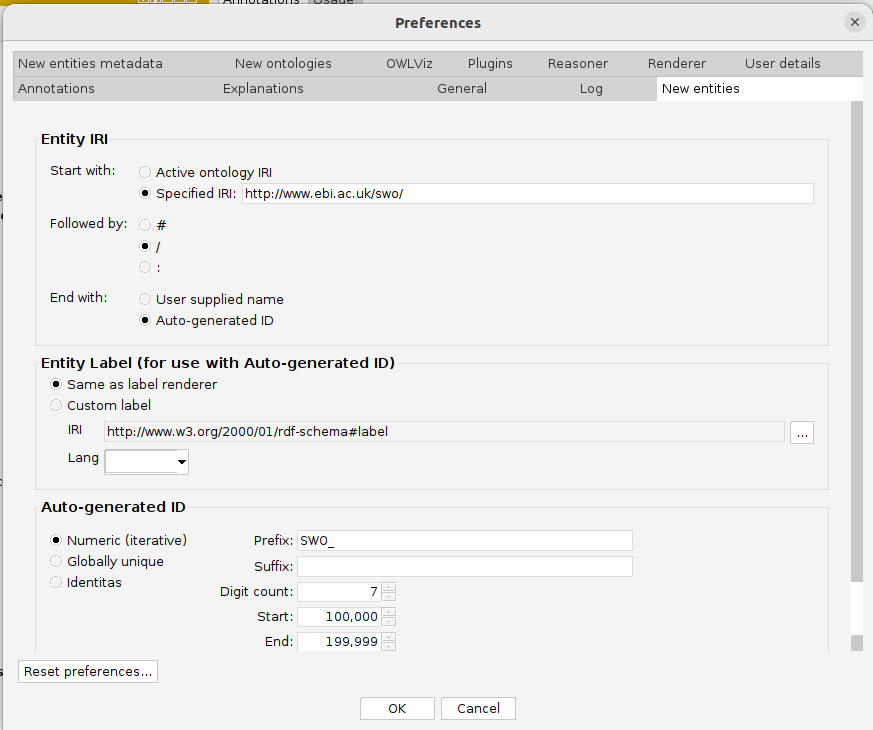 Annotations Usage
Preferences
New entities metadata New ontologies OWLViz Plugins Reasoner Renderer User details
Annotations Explanations General Log New entities
Entity IRI
Start with: Active ontology IRI
Specified IRI: http://www.ebi.ac.uk/swo/
Followed by: #
/
:
End with: User supplied name
Auto-generated ID
Entity Label (for use with Auto-generated ID)
Same as label renderer
Custom label
IRI http://www.w3.org/2000/01/rdf-schema#label ...
Lang
Auto-generated ID
Numeric (iterative) Prefix: SWO_
Globally unique Suffix:
Identitas
Digit count: 7
Start: 100,000
End: 199,999
Reset preferences...
OK Cancel